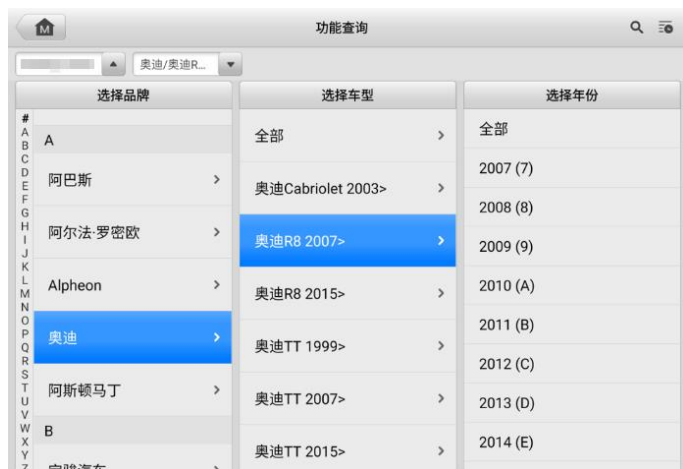 M
功能查询
奥迪/奥迪R...
选择品牌
选择车型
选择年份
#
A
B
C
D
E
F
G
H
I
J
K
L
M
N
O
P
Q
R
S
T
U
V
W
X
Y
Z
A
阿巴斯
阿尔法·罗密欧
Alpheon
奥迪
阿斯顿马丁
B
宝骏汽车
全部
奥迪Cabriolet 2003>
奥迪R8 2007>
奥迪R8 2015>
奥迪TT 1999>
奥迪TT 2007>
奥迪TT 2015>
全部
2007 (7)
2008 (8)
2009 (9)
2010 (A)
2011 (B)
2012 (C)
2013 (D)
2014 (E)